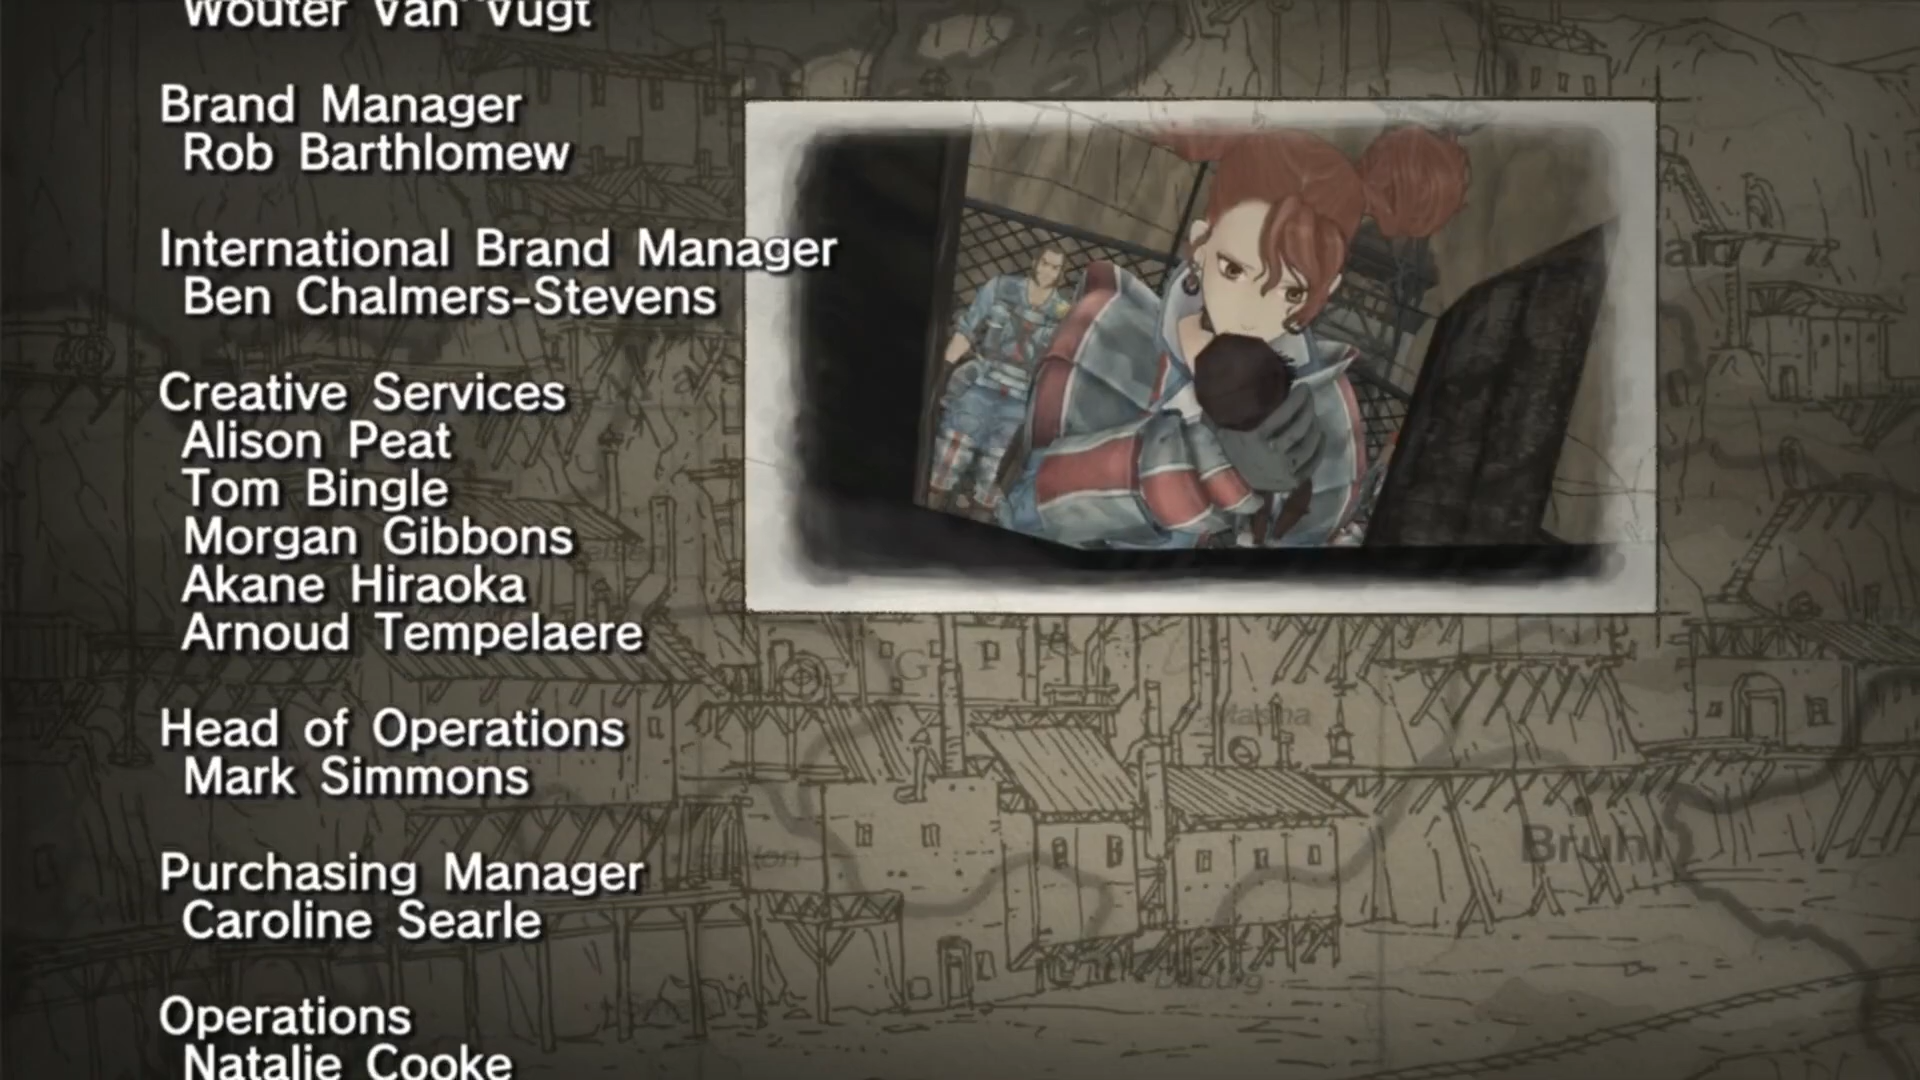 Wouter Van Vugt
Brand Manager
Rob Barthlomew
International Brand Manager
Ben Chalmers-Stevens
Creative Services
Alison Peat
Tom Bingle
Morgan Gibbons
Akane Hiraoka
Arnoud Tempelaere
Head of Operations
Mark Simmons
Purchasing Manager
Caroline Searle
Operations
Natalie Cooke
Bruhl